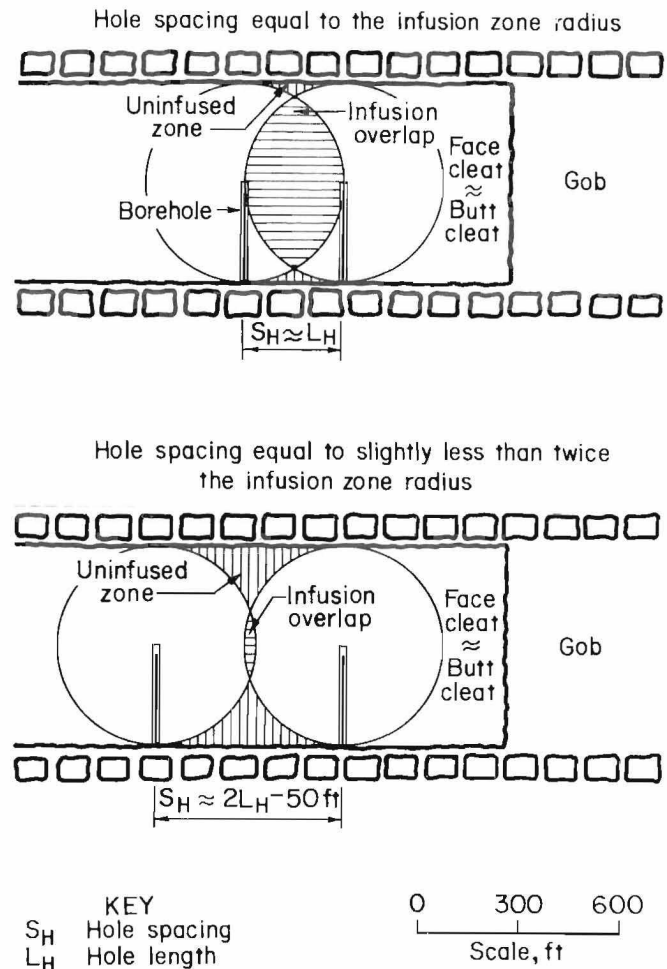 Hole spacing equal to the infusion zone radius
Uninfused
zone
Infusion
overlap
Borehole
Face
cleat
≈
Butt
cleat
Gob
S_H ≈ L_H
Hole spacing equal to slightly less than twice
the infusion zone radius
Uninfused
zone
Infusion
overlap
Face
cleat
≈
Butt
cleat
Gob
S_H ≈ 2L_H-50 ft
KEY
S_H Hole spacing
L_H Hole length
0 300 600
Scale, ft